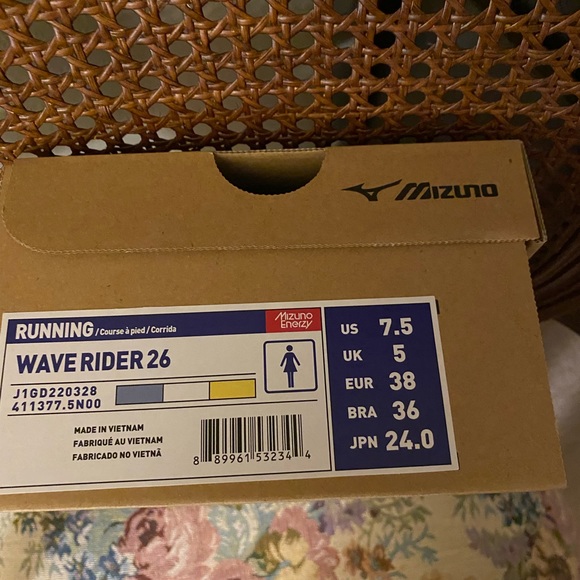 MIZUNO
RUNNING / Course à pied / Corrida
Mizuno
Enerzy
WAVE RIDER 26
J1GD220328
411377.5N00
MADE IN VIETNAM
FABRIQUÉ AU VIETNAM
FABRICADO NO VIETNÃ
8 89961 53234 4
US 7.5
UK 5
EUR 38
BRA 36
JPN 24.0